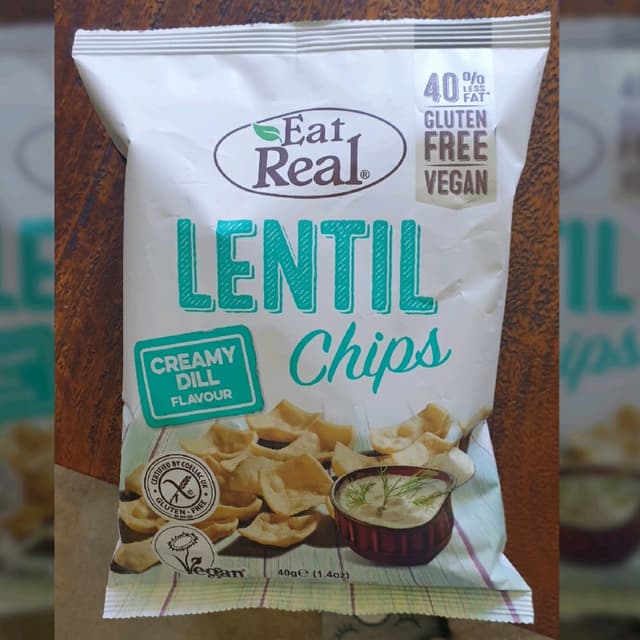 40% LESS FAT*
GLUTEN
FREE
VEGAN
Eat
Real®
LENTIL
Chips
CREAMY
DILL
FLAVOUR
CERTIFIED BY COELIAC UK
GLUTEN-FREE
Vegan
40g℮ (1.4oz)